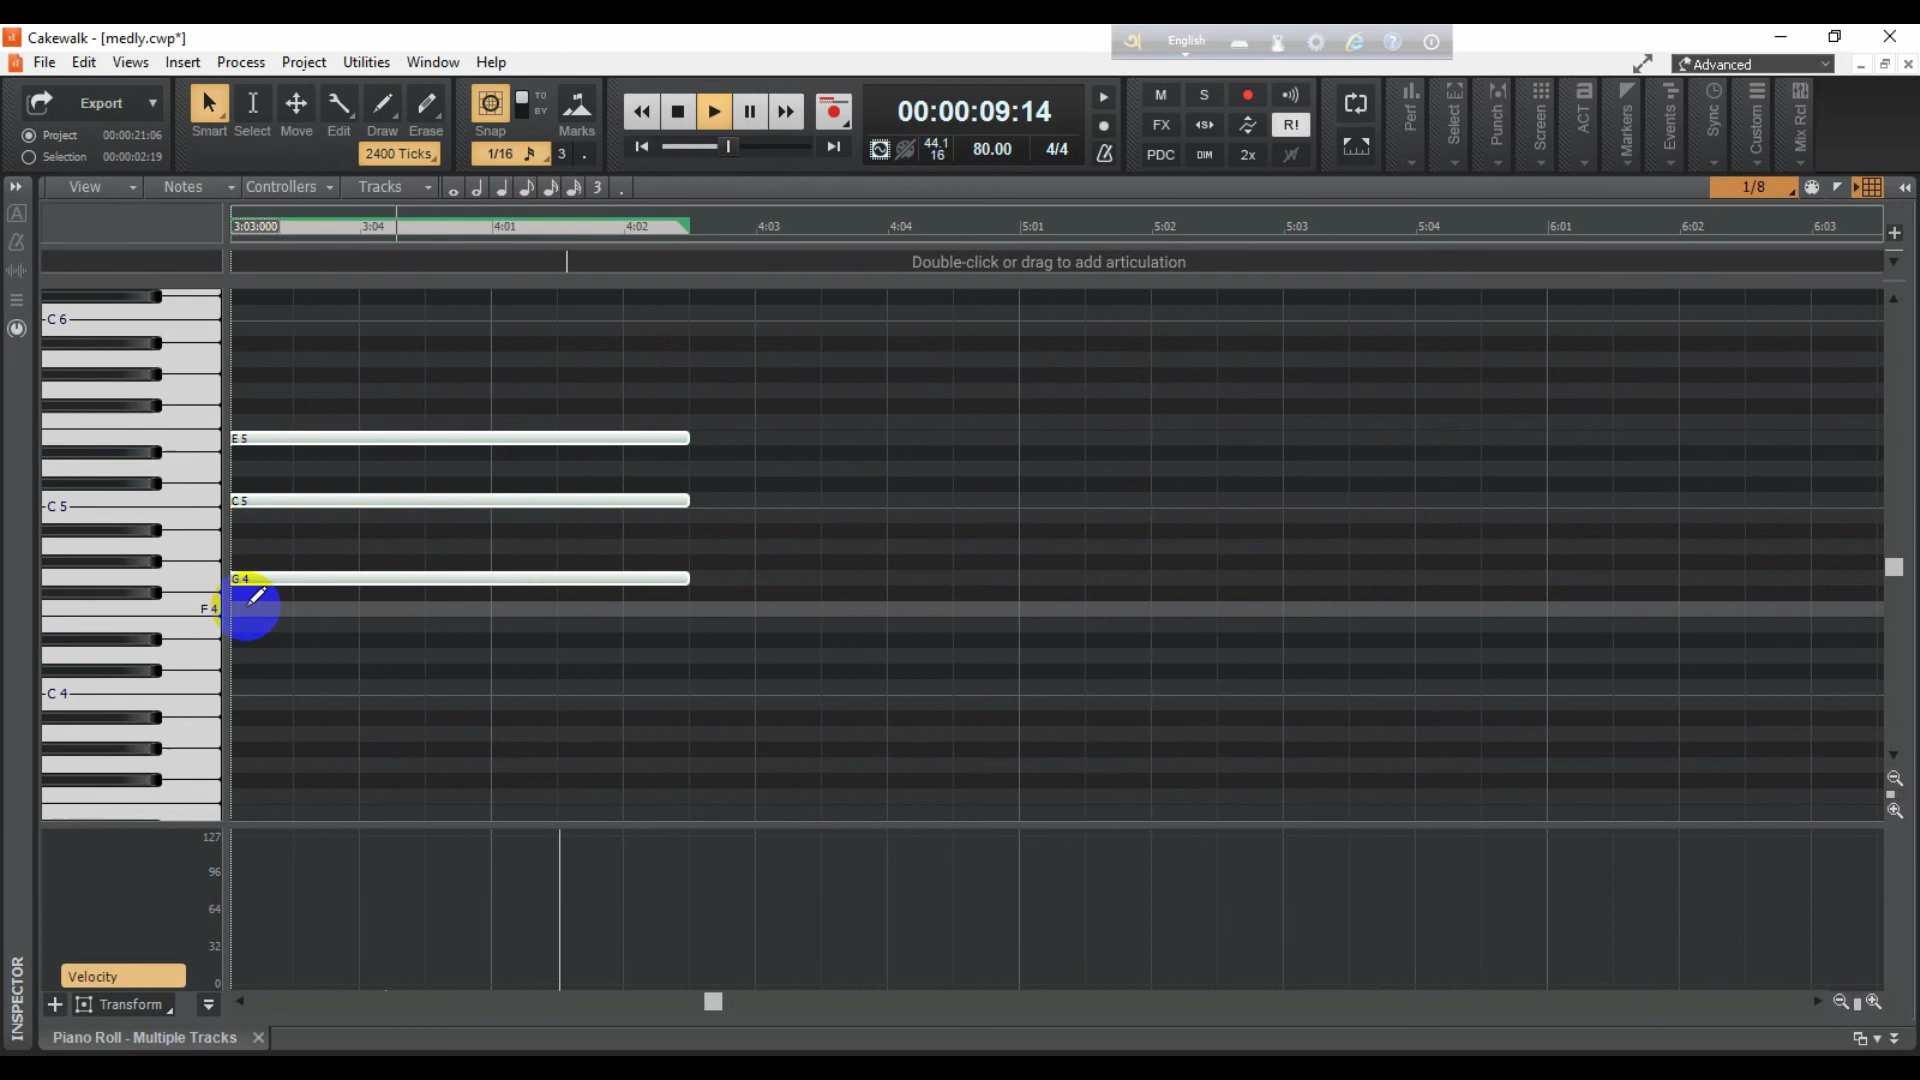 Cakewalk - [medly.cwp*]
English
File Edit Views Insert Process Project Utilities Window Help
Advanced
Export
Project 00:00:21:06
Selection 00:00:02:19
Smart Select Move Edit Draw Erase
2400 Ticks
Snap
TO
BY
Marks
1/16 3 .
00:00:09:14
44.1
16
80.00 4/4
M S
FX R!
PDC DIM 2x
Perf Select Punch Screen ACT Markers Events Sync Custom Mix Rcl
View Notes Controllers Tracks 3 . 1/8
3:03:000 3:04 4:01 4:02 4:03 4:04 5:01 5:02 5:03 5:04 6:01 6:02 6:03
Double-click or drag to add articulation
C 6
E 5
C 5
C 5
G 4
F 4
C 4
127
96
64
32
0
Velocity
Transform
INSPECTOR
Piano Roll - Multiple Tracks